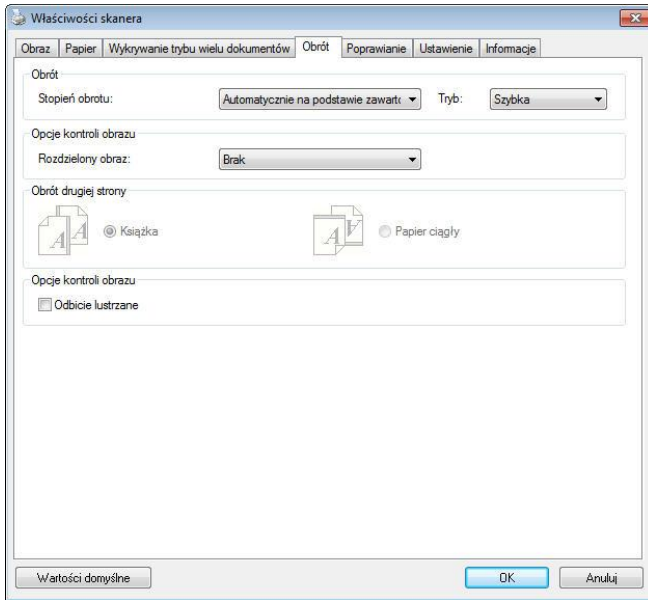 Właściwości skanera
Obraz Papier Wykrywanie trybu wielu dokumentów Obrót Poprawianie Ustawienie Informacje
Obrót
Stopień obrotu: Automatycznie na podstawie zawartc Tryb: Szybka
Opcje kontroli obrazu
Rozdzielony obraz: Brak
Obrót drugiej strony
A A Książka A A Papier ciągły
Opcje kontroli obrazu
Odbicie lustrzane
Wartości domyślne OK Anuluj